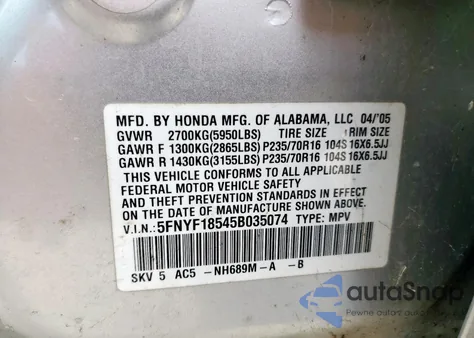 MFD. BY HONDA MFG. OF ALABAMA, LLC 04/'05
GVWR 2700KG(5950LBS) TIRE SIZE RIM SIZE
GAWR F 1300KG(2865LBS) P235/70R16 104S 16X6.5JJ
GAWR R 1430KG(3155LBS) P235/70R16 104S 16X6.5JJ
THIS VEHICLE CONFORMS TO ALL APPLICABLE
FEDERAL MOTOR VEHICLE SAFETY
AND THEFT PREVENTION STANDARDS IN EFFECT ON
THE DATE OF MANUFACTURE SHOWN ABOVE.
V.I.N.: 5FNYF18545B035074 TYPE: MPV
SKV 5 AC5 -NH689M-A -B
autoSnap
Pewne auto